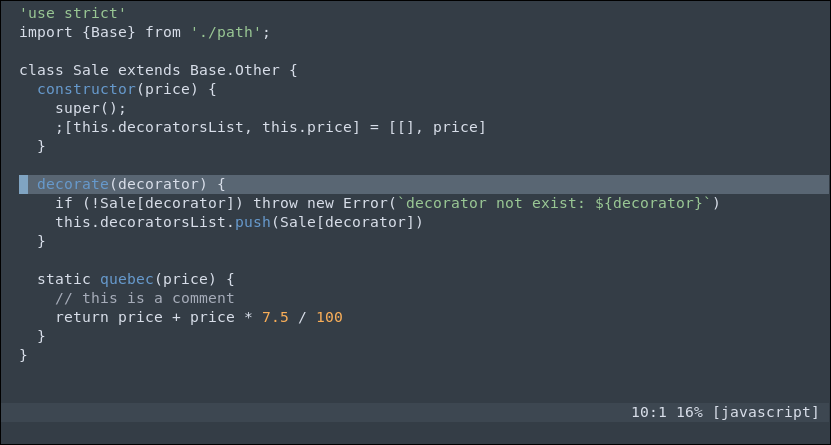 'use strict'
import {Base} from './path';
class Sale extends Base.Other {
  constructor(price) {
    super();
    ;[this.decoratorsList, this.price] = [[], price]
  }
  decorate(decorator) {
    if (!Sale[decorator]) throw new Error(`decorator not exist: ${decorator}`)
    this.decoratorsList.push(Sale[decorator])
  }
  static quebec(price) {
    // this is a comment
    return price + price * 7.5 / 100
  }
}
10:1 16% [javascript]